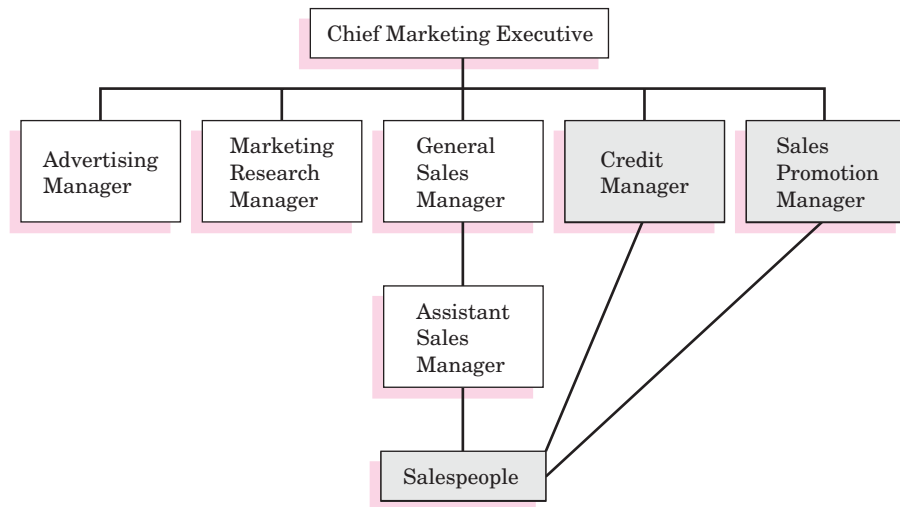 Chief Marketing Executive
Advertising
Manager
Marketing
Research
Manager
General
Sales
Manager
Credit
Manager
Sales
Promotion
Manager
Assistant
Sales
Manager
Salespeople